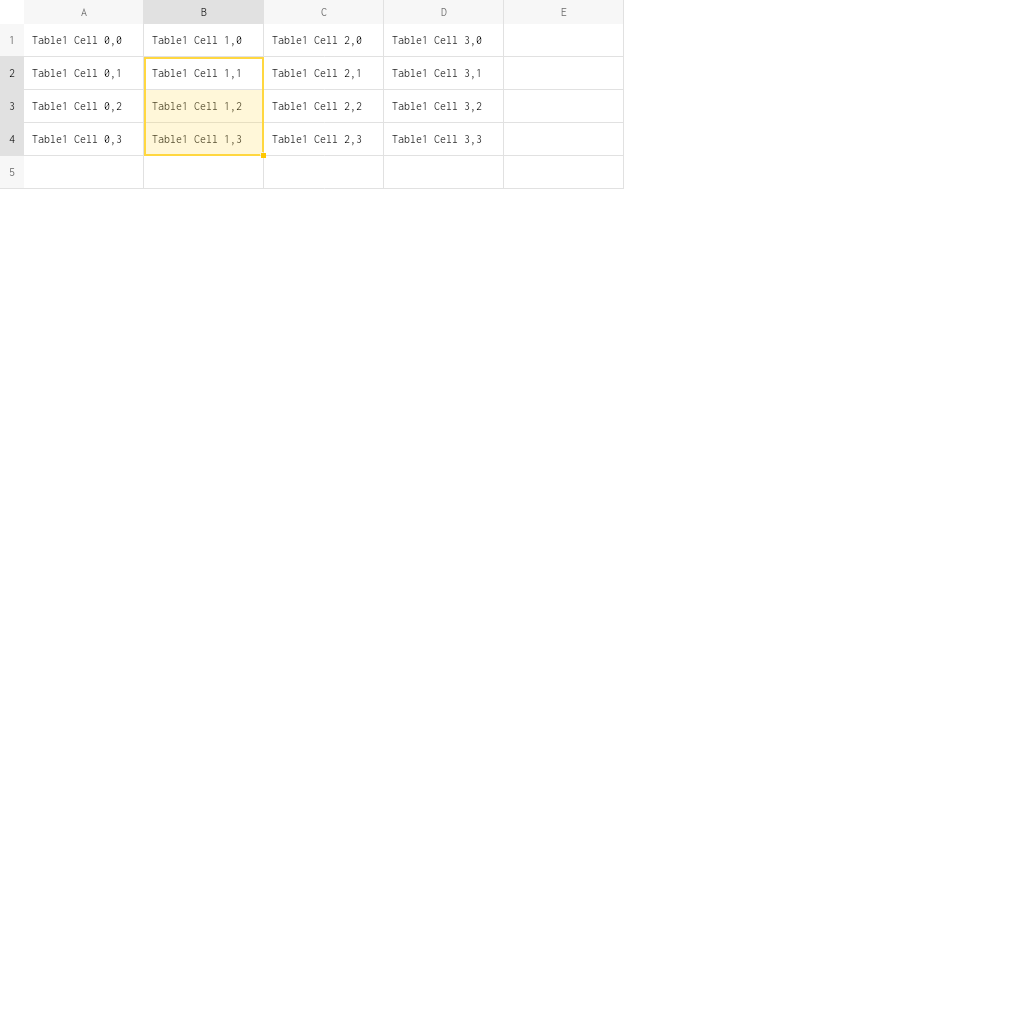 A B C D E
1 Table1 Cell 0,0 Table1 Cell 1,0 Table1 Cell 2,0 Table1 Cell 3,0
2 Table1 Cell 0,1 Table1 Cell 1,1 Table1 Cell 2,1 Table1 Cell 3,1
3 Table1 Cell 0,2 Table1 Cell 1,2 Table1 Cell 2,2 Table1 Cell 3,2
4 Table1 Cell 0,3 Table1 Cell 1,3 Table1 Cell 2,3 Table1 Cell 3,3
5